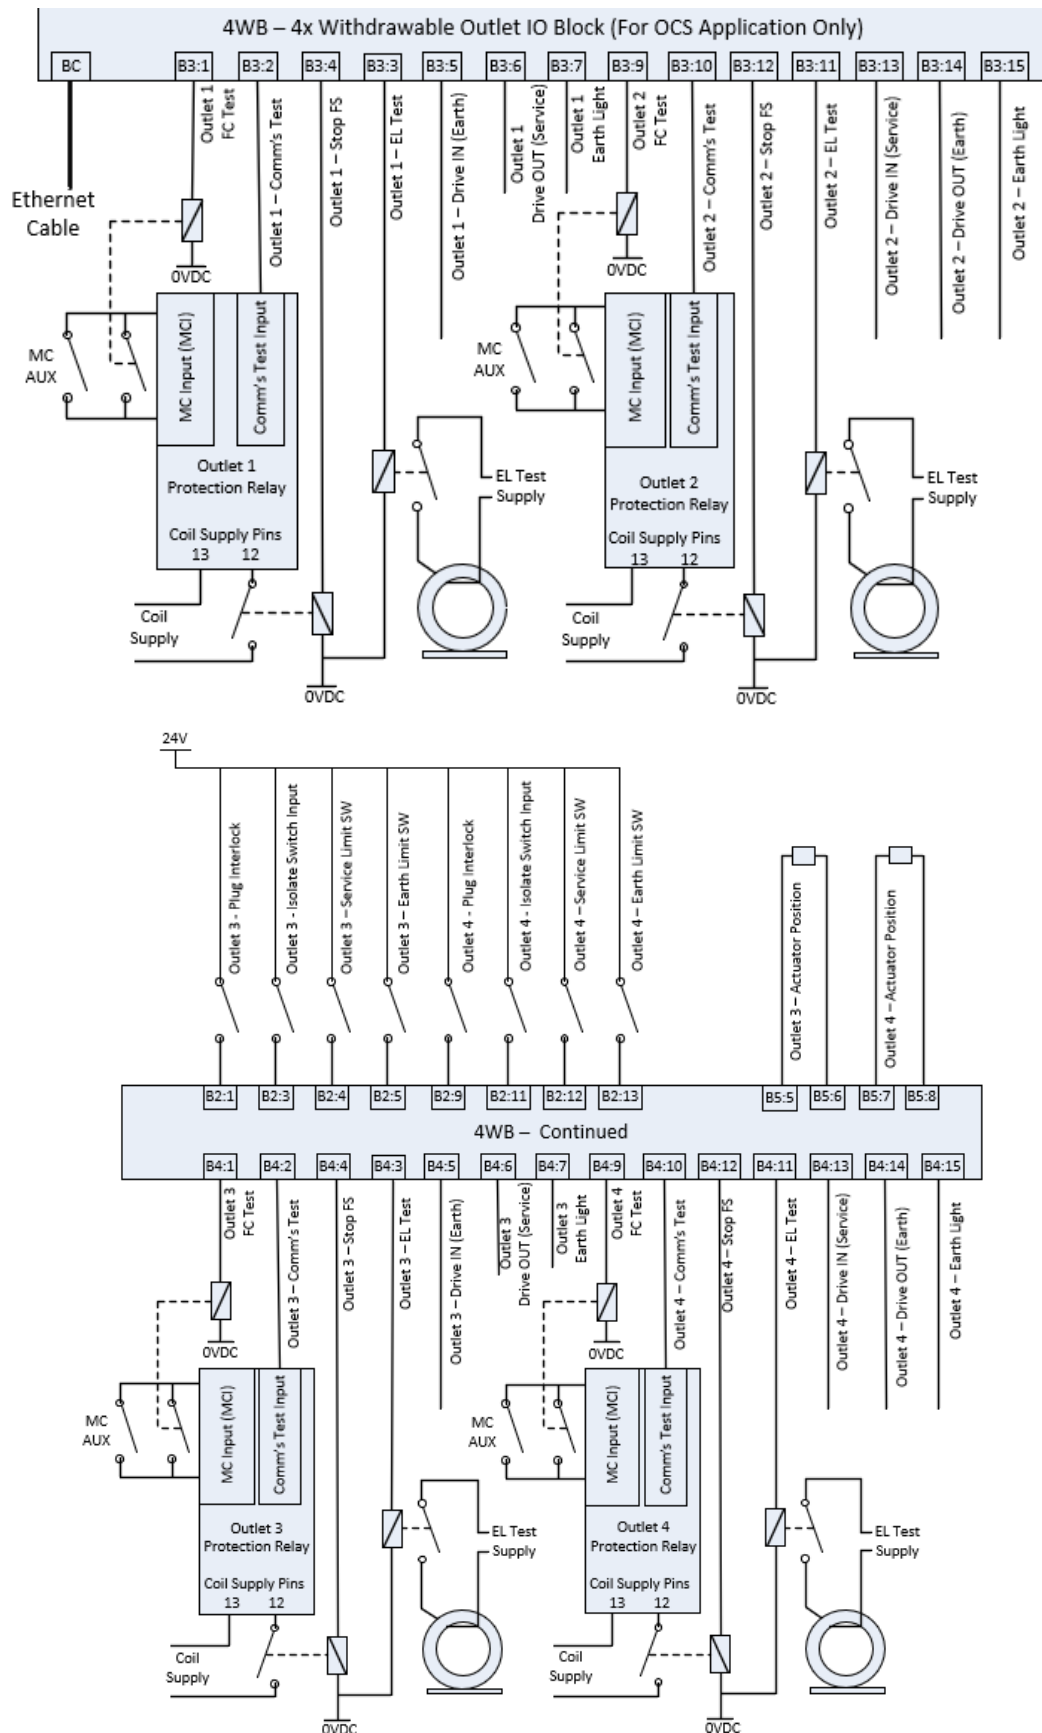 4WB – 4x Withdrawable Outlet IO Block (For OCS Application Only)
BC
B3:1
B3:2
B3:4
B3:3
B3:5
B3:6
B3:7
B3:9
B3:10
B3:12
B3:11
B3:13
B3:14
B3:15
Ethernet
Cable
Outlet 1
FC Test
Outlet 1 – Comm's Test
Outlet 1 – Stop FS
Outlet 1 – EL Test
Outlet 1 – Drive IN (Earth)
Outlet 1
Drive OUT (Service)
Outlet 1
Earth Light
Outlet 2
FC Test
Outlet 2 – Comm's Test
Outlet 2 – Stop FS
Outlet 2 – EL Test
Outlet 2 – Drive IN (Service)
Outlet 2 – Drive OUT (Earth)
Outlet 2 – Earth Light
0VDC
0VDC
MC
AUX
MC Input (MCI)
Comm's Test Input
Outlet 1
Protection Relay
Coil Supply Pins
13
12
Coil
Supply
0VDC
EL Test
Supply
MC
AUX
MC Input (MCI)
Comm's Test Input
Outlet 2
Protection Relay
Coil Supply Pins
13
12
Coil
Supply
0VDC
EL Test
Supply
24V
Outlet 3 - Plug Interlock
Outlet 3 - Isolate Switch Input
Outlet 3 – Service Limit SW
Outlet 3 – Earth Limit SW
Outlet 4 - Plug Interlock
Outlet 4 - Isolate Switch Input
Outlet 4 – Service Limit SW
Outlet 4 – Earth Limit SW
Outlet 3 – Actuator Position
Outlet 4 – Actuator Position
B2:1
B2:3
B2:4
B2:5
B2:9
B2:11
B2:12
B2:13
B5:5
B5:6
B5:7
B5:8
4WB – Continued
B4:1
B4:2
B4:4
B4:3
B4:5
B4:6
B4:7
B4:9
B4:10
B4:12
B4:11
B4:13
B4:14
B4:15
Outlet 3
FC Test
Outlet 3 – Comm's Test
Outlet 3 – Stop FS
Outlet 3 – EL Test
Outlet 3 – Drive IN (Earth)
Outlet 3
Drive OUT (Service)
Outlet 3
Earth Light
Outlet 4
FC Test
Outlet 4 – Comm's Test
Outlet 4 – Stop FS
Outlet 4 – EL Test
Outlet 4 – Drive IN (Service)
Outlet 4 – Drive OUT (Earth)
Outlet 4 – Earth Light
0VDC
0VDC
MC
AUX
MC Input (MCI)
Comm's Test Input
Outlet 3
Protection Relay
Coil Supply Pins
13
12
Coil
Supply
0VDC
EL Test
Supply
MC
AUX
MC Input (MCI)
Comm's Test Input
Outlet 4
Protection Relay
Coil Supply Pins
13
12
Coil
Supply
0VDC
EL Test
Supply